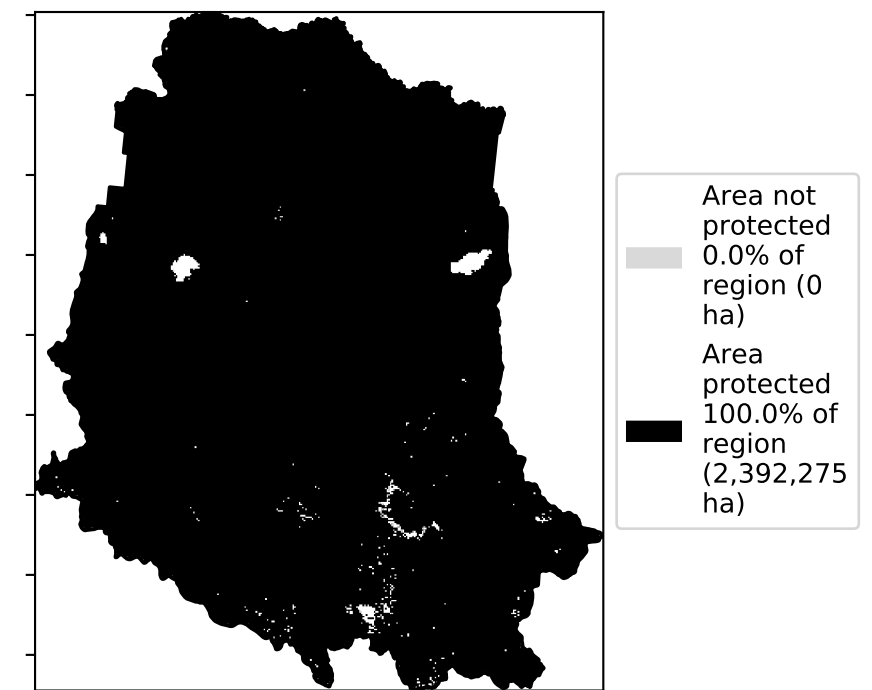 Area not
protected
0.0% of
region (0
ha)
Area
protected
100.0% of
region
(2,392,275
ha)